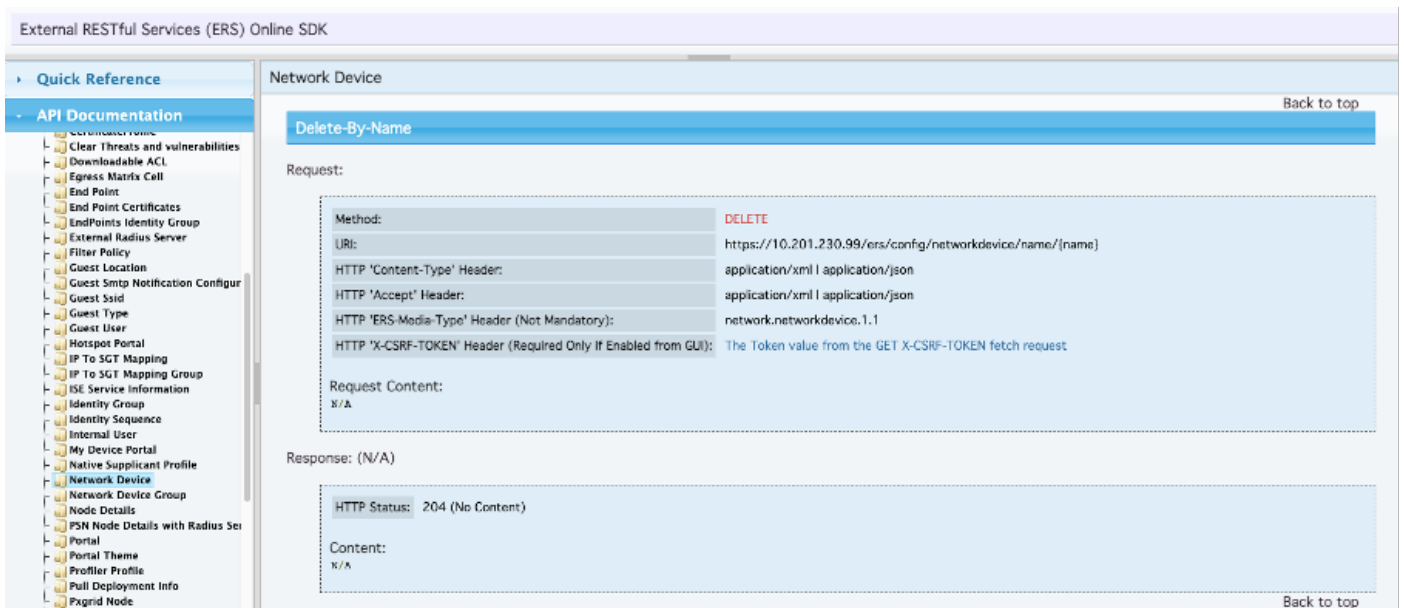 External RESTful Services (ERS) Online SDK
Quick Reference
API Documentation
Clear Threats and vulnerabilities
Downloadable ACL
Egress Matrix Cell
End Point
End Point Certificates
EndPoints Identity Group
External Radius Server
Filter Policy
Guest Location
Guest Smtp Notification Configur
Guest Ssid
Guest Type
Guest User
Hotspot Portal
IP To SGT Mapping
IP To SGT Mapping Group
ISE Service Information
Identity Group
Identity Sequence
Internal User
My Device Portal
Native Supplicant Profile
Network Device
Network Device Group
Node Details
PSN Node Details with Radius Ser
Portal
Portal Theme
Profiler Profile
Pull Deployment Info
Pxgrid Node
Network Device
Back to top
Delete-By-Name
Request:
Method: DELETE
URI: https://10.201.230.99/ers/config/networkdevice/name/{name}
HTTP 'Content-Type' Header: application/xml | application/json
HTTP 'Accept' Header: application/xml | application/json
HTTP 'ERS-Media-Type' Header (Not Mandatory): network.networkdevice.1.1
HTTP 'X-CSRF-TOKEN' Header (Required Only If Enabled from GUI): The Token value from the GET X-CSRF-TOKEN fetch request
Request Content:
N/A
Response: (N/A)
HTTP Status: 204 (No Content)
Content:
N/A
Back to top